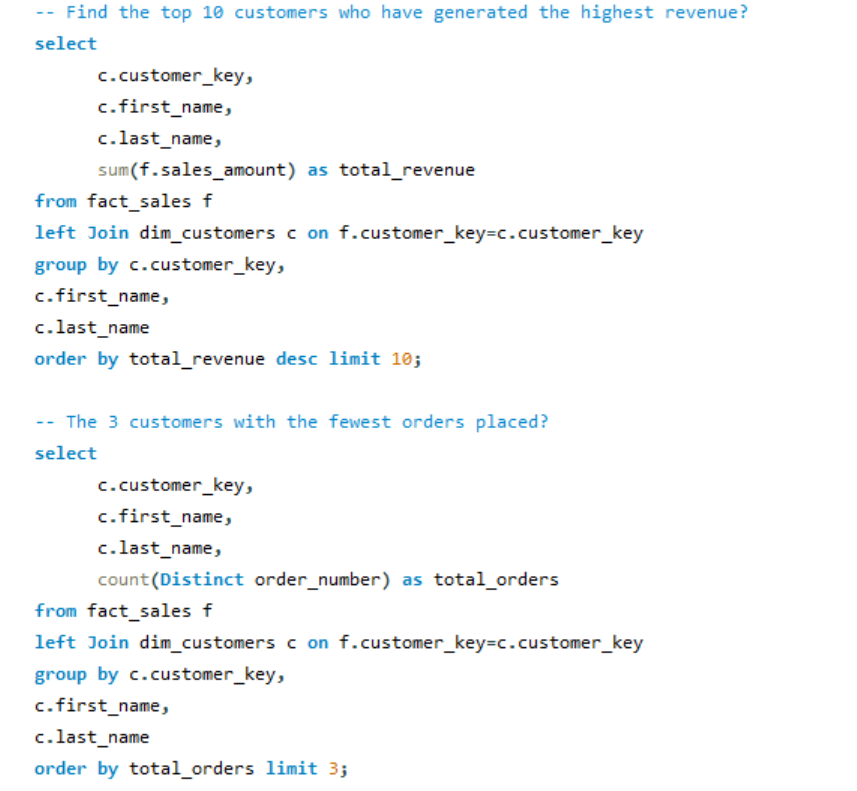 -- Find the top 10 customers who have generated the highest revenue?
select
c.customer_key,
c.first_name,
c.last_name,
sum(f.sales_amount) as total_revenue
from fact_sales f
left Join dim_customers c on f.customer_key=c.customer_key
group by c.customer_key,
c.first_name,
c.last_name
order by total_revenue desc limit 10;
-- The 3 customers with the fewest orders placed?
select
c.customer_key,
c.first_name,
c.last_name,
count(Distinct order_number) as total_orders
from fact_sales f
left Join dim_customers c on f.customer_key=c.customer_key
group by c.customer_key,
c.first_name,
c.last_name
order by total_orders limit 3;